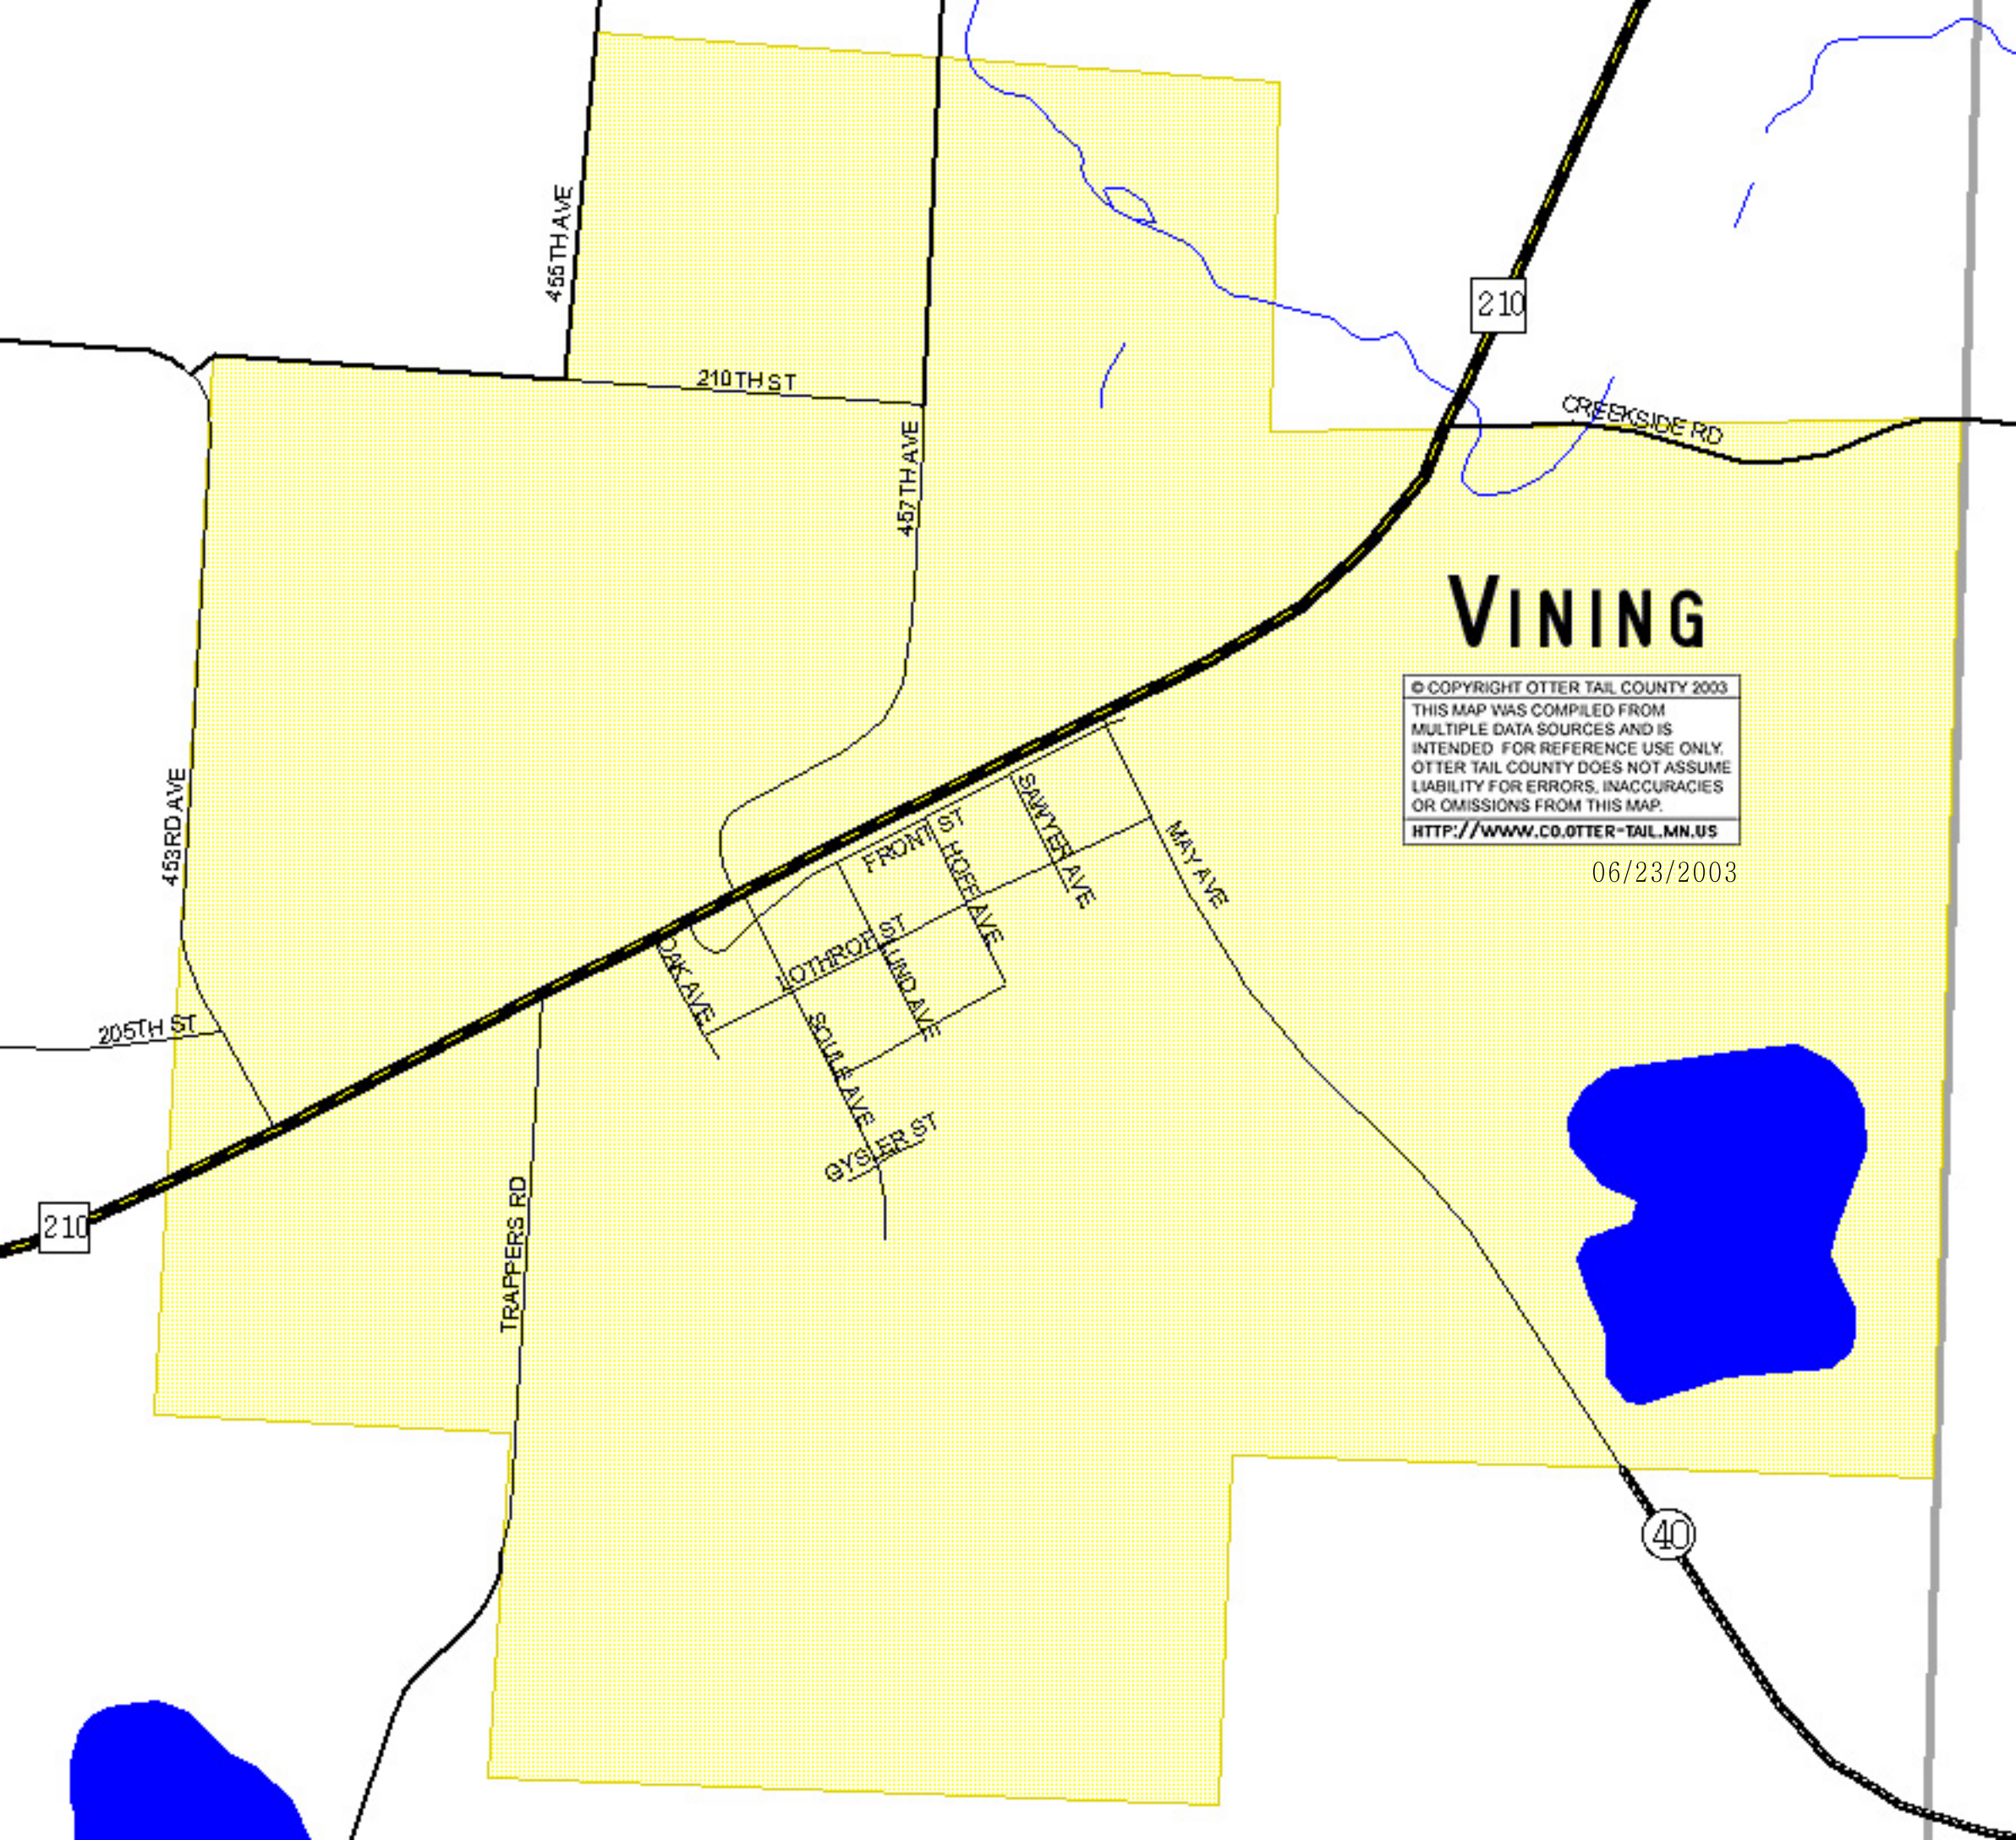 455TH AVE
210
210TH ST
CREEKSIDE RD
457TH AVE
VINING
© COPYRIGHT OTTER TAIL COUNTY 2003
THIS MAP WAS COMPILED FROM
MULTIPLE DATA SOURCES AND IS
INTENDED FOR REFERENCE USE ONLY.
OTTER TAIL COUNTY DOES NOT ASSUME
LIABILITY FOR ERRORS, INACCURACIES
OR OMISSIONS FROM THIS MAP.
HTTP://WWW.CO.OTTER-TAIL.MN.US
06/23/2003
453RD AVE
FRONT ST
SAWYER AVE
HOFF AVE
MAY AVE
OAK AVE
LOTHROP ST
LUND AVE
205TH ST
SOULE AVE
GYSLER ST
210
TRAPPERS RD
40